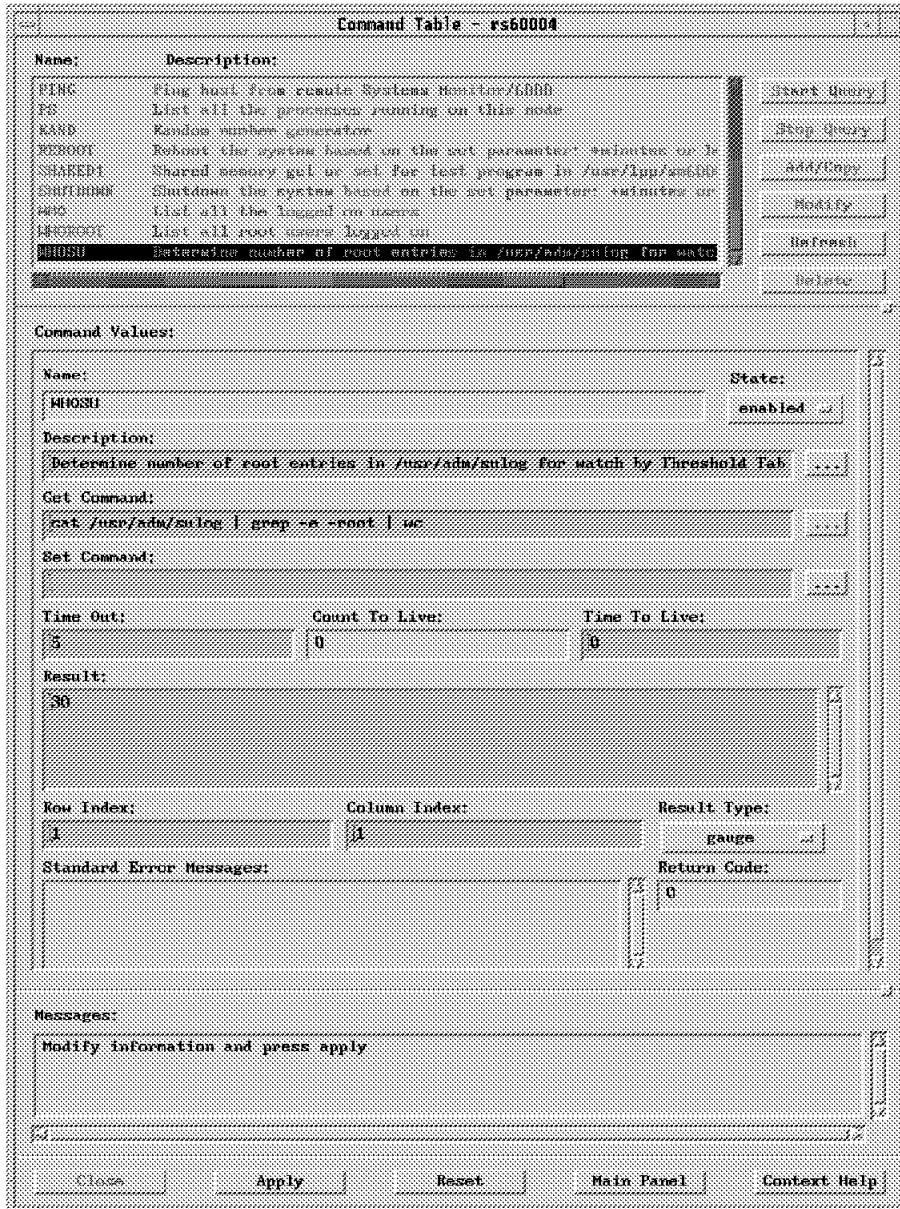 Command Table - rs60004
Name: Description:
PING Ping host from remote Systems Monitor/6000
PS List all the processes running on this node
RAND Random number generator
REBOOT Reboot the system based on the set parameter: +minutes or
SHARED1 Shared memory get or set for test program in /usr/lpp/sm600
SHUTDOWN Shutdown the system based on the set parameter: +minutes or
WHO List all the logged on users
WHOROOT List all root users logged on
WHOSU Determine number of root entries in /usr/adm/sulog for watc
Start Query
Stop Query
Add/Copy
Modify
Refresh
Delete
Command Values:
Name: State:
WHOSU enabled
Description:
Determine number of root entries in /usr/adm/sulog for watch by Threshold Tab ...
Get Command:
cat /usr/adm/sulog | grep -e -root | wc ...
Set Command:
...
Time Out: Count To Live: Time To Live:
5 0 0
Result:
30
Row Index: Column Index: Result Type:
1 1 gauge
Standard Error Messages: Return Code:
0
Messages:
Modify information and press apply
Close Apply Reset Main Panel Context Help